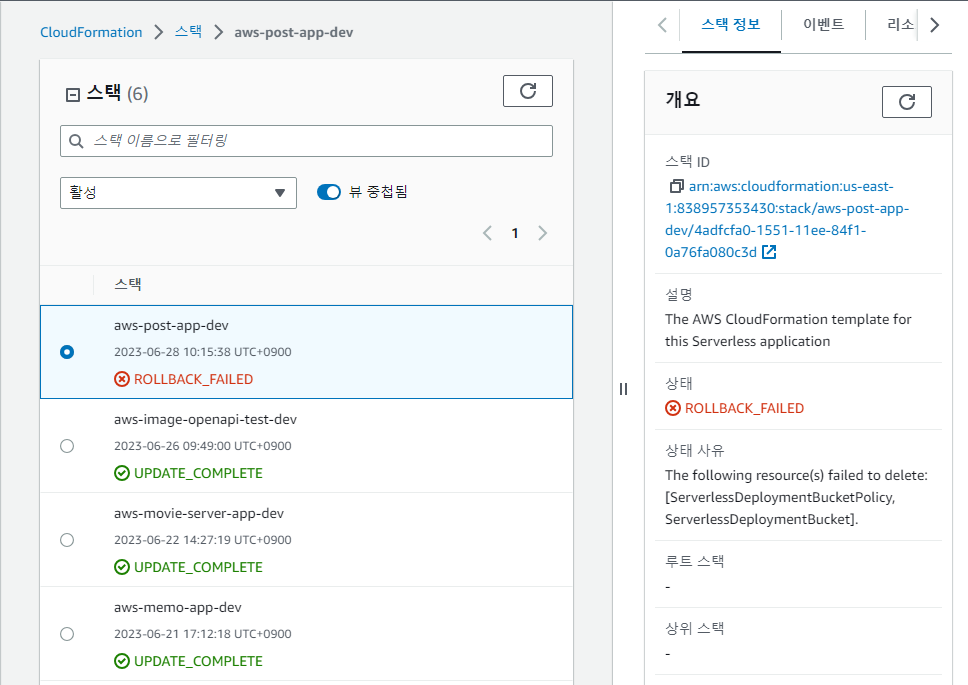 CloudFormation > 스택 > aws-post-app-dev
스택 (6)
스택 이름으로 필터링
활성
뷰 중첩됨
1
스택
aws-post-app-dev
2023-06-28 10:15:38 UTC+0900
ROLLBACK_FAILED
aws-image-openapi-test-dev
2023-06-26 09:49:00 UTC+0900
UPDATE_COMPLETE
aws-movie-server-app-dev
2023-06-22 14:27:19 UTC+0900
UPDATE_COMPLETE
aws-memo-app-dev
2023-06-21 17:12:18 UTC+0900
UPDATE_COMPLETE
스택 정보 이벤트 리소
개요
스택 ID
arn:aws:cloudformation:us-east-
1:838957353430:stack/aws-post-app-
dev/4adfcfa0-1551-11ee-84f1-
0a76fa080c3d
설명
The AWS CloudFormation template for
this Serverless application
상태
ROLLBACK_FAILED
상태 사유
The following resource(s) failed to delete:
[ServerlessDeploymentBucketPolicy,
ServerlessDeploymentBucket].
루트 스택
-
상위 스택
-